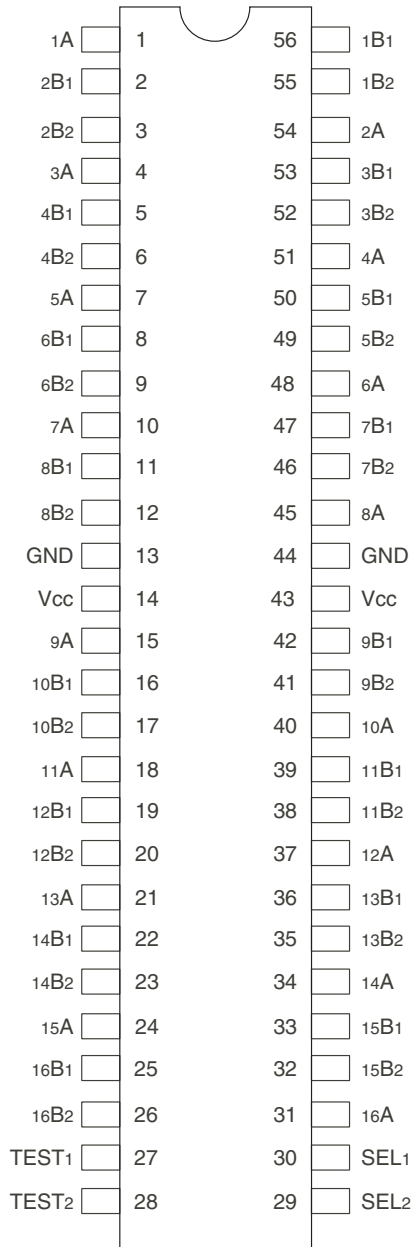 1A 1 56 1B1
2B1 2 55 1B2
2B2 3 54 2A
3A 4 53 3B1
4B1 5 52 3B2
4B2 6 51 4A
5A 7 50 5B1
6B1 8 49 5B2
6B2 9 48 6A
7A 10 47 7B1
8B1 11 46 7B2
8B2 12 45 8A
GND 13 44 GND
Vcc 14 43 Vcc
9A 15 42 9B1
10B1 16 41 9B2
10B2 17 40 10A
11A 18 39 11B1
12B1 19 38 11B2
12B2 20 37 12A
13A 21 36 13B1
14B1 22 35 13B2
14B2 23 34 14A
15A 24 33 15B1
16B1 25 32 15B2
16B2 26 31 16A
TEST1 27 30 SEL1
TEST2 28 29 SEL2